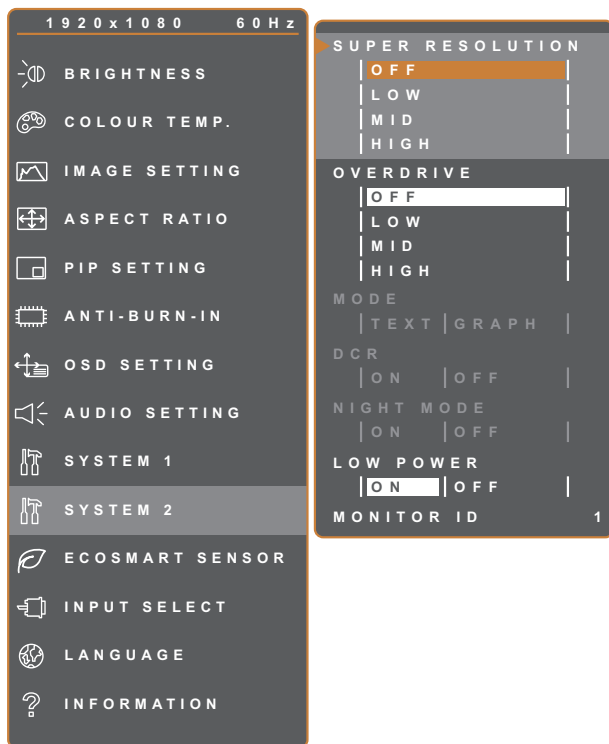 1920x1080 60Hz
BRIGHTNESS
COLOUR TEMP.
IMAGE SETTING
ASPECT RATIO
PIP SETTING
ANTI-BURN-IN
OSD SETTING
AUDIO SETTING
SYSTEM 1
SYSTEM 2
ECOSMART SENSOR
INPUT SELECT
LANGUAGE
INFORMATION
SUPER RESOLUTION
OFF
LOW
MID
HIGH
OVERDRIVE
OFF
LOW
MID
HIGH
MODE
TEXT GRAPH
DCR
ON OFF
NIGHT MODE
ON OFF
LOW POWER
ON OFF
MONITOR ID 1